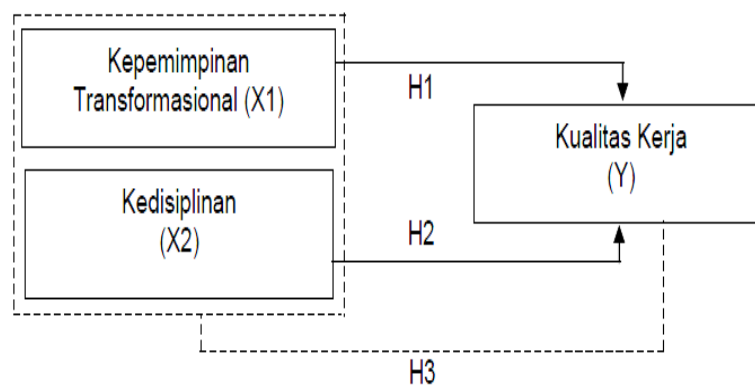 Kepemimpinan
Transformasional (X1)
H1
Kualitas Kerja
(Y)
Kedisiplinan
(X2)
H2
H3